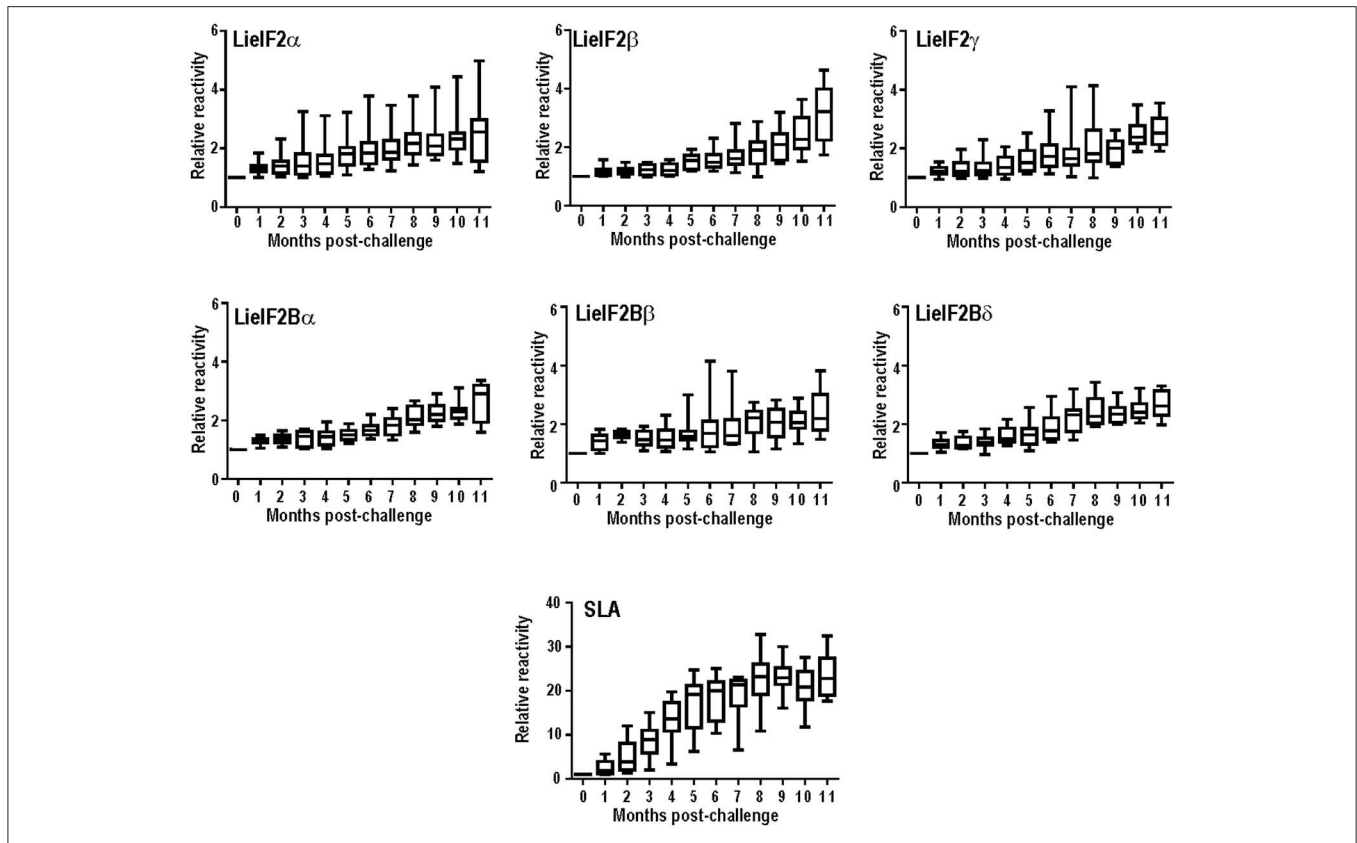 LieIF2α
Relative reactivity
6
4
2
0
0 1 2 3 4 5 6 7 8 9 10 11
Months post-challenge
LieIF2β
Relative reactivity
6
4
2
0
0 1 2 3 4 5 6 7 8 9 10 11
Months post-challenge
LieIF2γ
Relative reactivity
6
4
2
0
0 1 2 3 4 5 6 7 8 9 10 11
Months post-challenge
LieIF2Bα
Relative reactivity
6
4
2
0
0 1 2 3 4 5 6 7 8 9 10 11
Months post-challenge
LieIF2Bβ
Relative reactivity
6
4
2
0
0 1 2 3 4 5 6 7 8 9 10 11
Months post-challenge
LieIF2Bδ
Relative reactivity
6
4
2
0
0 1 2 3 4 5 6 7 8 9 10 11
Months post-challenge
SLA
Relative reactivity
40
30
20
10
0
0 1 2 3 4 5 6 7 8 9 10 11
Months post-challenge